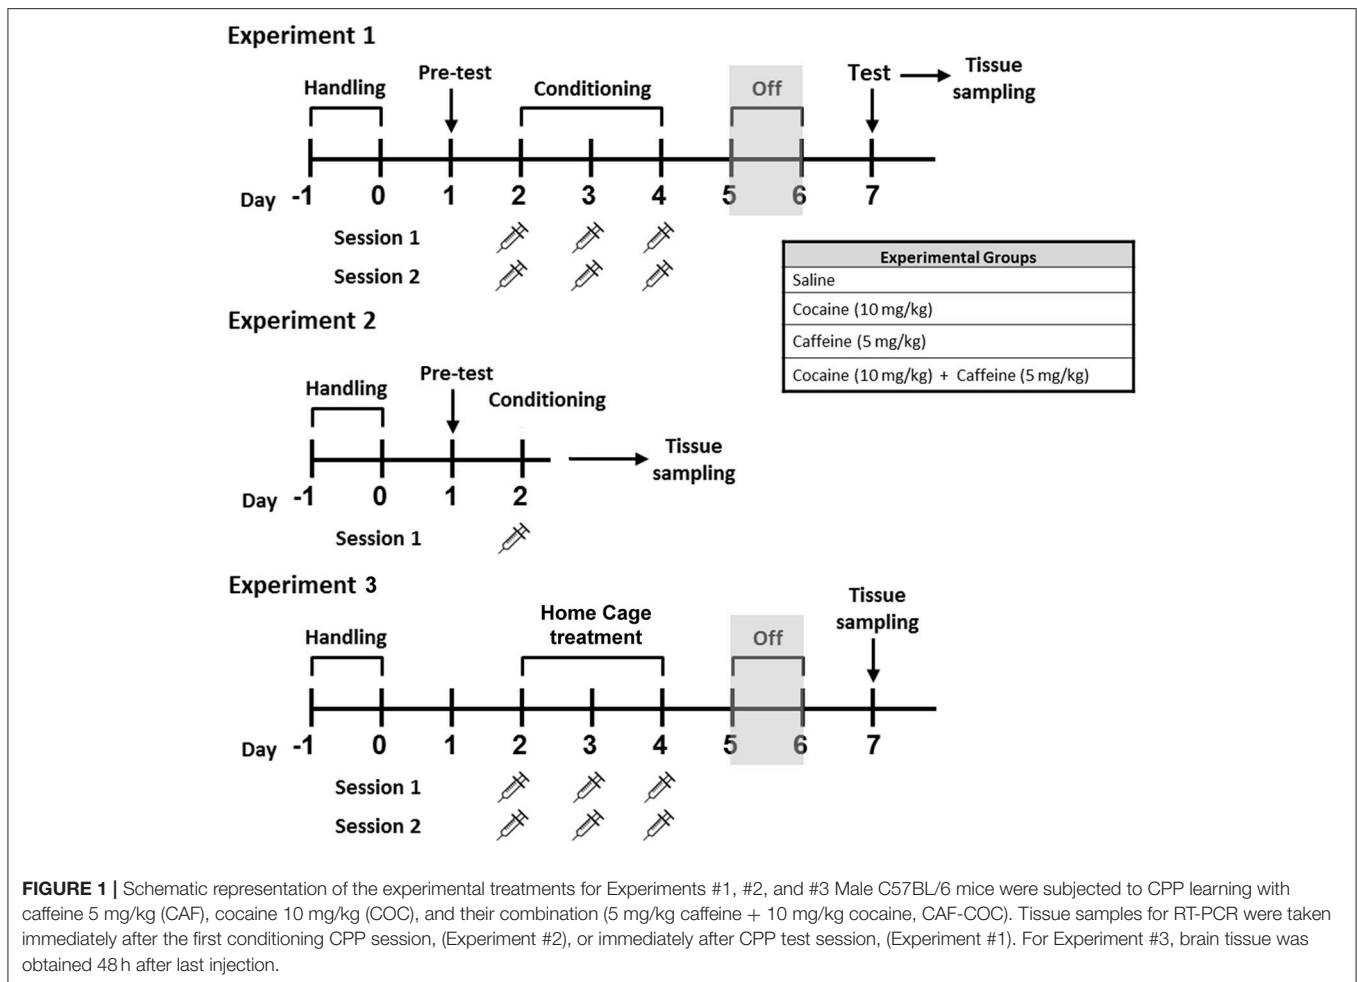 Experiment 1
Handling
Pre-test
Conditioning
Off
Test
Tissue
sampling
Day -1 0 1 2 3 4 5 6 7
Session 1
Session 2
Experimental Groups
Saline
Cocaine (10 mg/kg)
Caffeine (5 mg/kg)
Cocaine (10 mg/kg) + Caffeine (5 mg/kg)
Experiment 2
Handling
Pre-test
Conditioning
Tissue
sampling
Day -1 0 1 2
Session 1
Experiment 3
Handling
Home Cage
treatment
Off
Tissue
sampling
Day -1 0 1 2 3 4 5 6 7
Session 1
Session 2
FIGURE 1 | Schematic representation of the experimental treatments for Experiments #1, #2, and #3 Male C57BL/6 mice were subjected to CPP learning with
caffeine 5 mg/kg (CAF), cocaine 10 mg/kg (COC), and their combination (5 mg/kg caffeine + 10 mg/kg cocaine, CAF-COC). Tissue samples for RT-PCR were taken
immediately after the first conditioning CPP session, (Experiment #2), or immediately after CPP test session, (Experiment #1). For Experiment #3, brain tissue was
obtained 48 h after last injection.